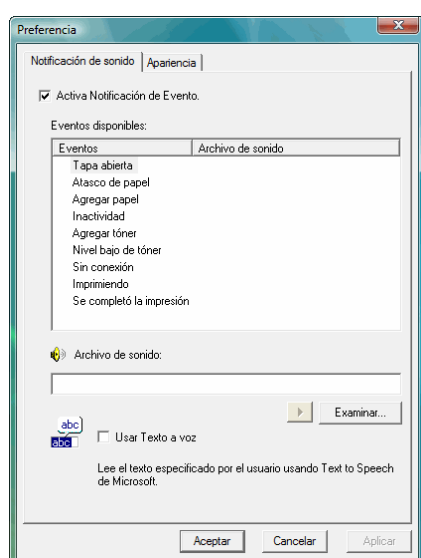 Preferencia
Notificación de sonido Apariencia
Activa Notificación de Evento.
Eventos disponibles:
Eventos Archivo de sonido
Tapa abierta
Atasco de papel
Agregar papel
Inactividad
Agregar tóner
Nivel bajo de tóner
Sin conexión
Imprimiendo
Se completó la impresión
Archivo de sonido:
Examinar...
abc
abc
Usar Texto a voz
Lee el texto especificado por el usuario usando Text to Speech
de Microsoft.
Aceptar Cancelar Aplicar